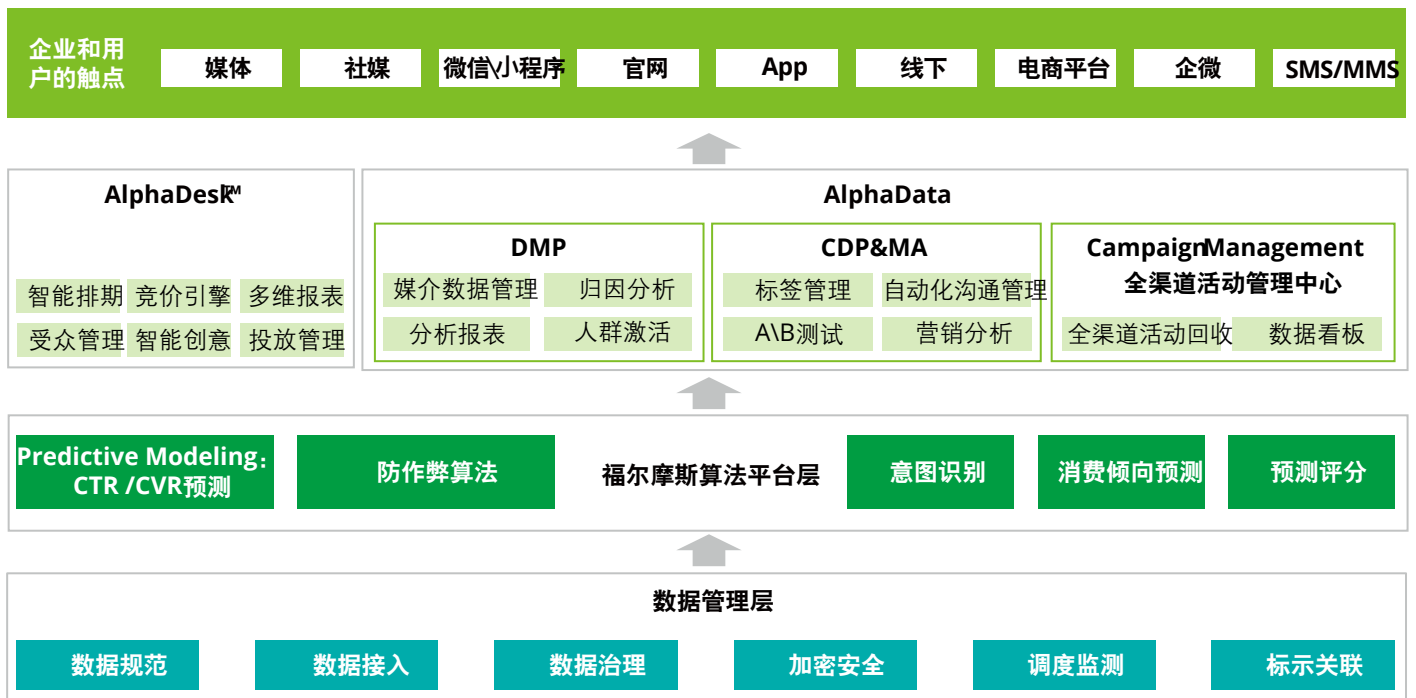 企业和用
户的触点
媒体
社媒
微信\小程序
官网
App
线下
电商平台
企微
SMS/MMS
AlphaDesk™
智能排期
竞价引擎
多维报表
受众管理
智能创意
投放管理
AlphaData
DMP
媒介数据管理
归因分析
分析报表
人群激活
CDP&MA
标签管理
自动化沟通管理
A\B测试
营销分析
CampaignManagement
全渠道活动管理中心
全渠道活动回收
数据看板
Predictive Modeling:
CTR /CVR预测
防作弊算法
福尔摩斯算法平台层
意图识别
消费倾向预测
预测评分
数据管理层
数据规范
数据接入
数据治理
加密安全
调度监测
标示关联